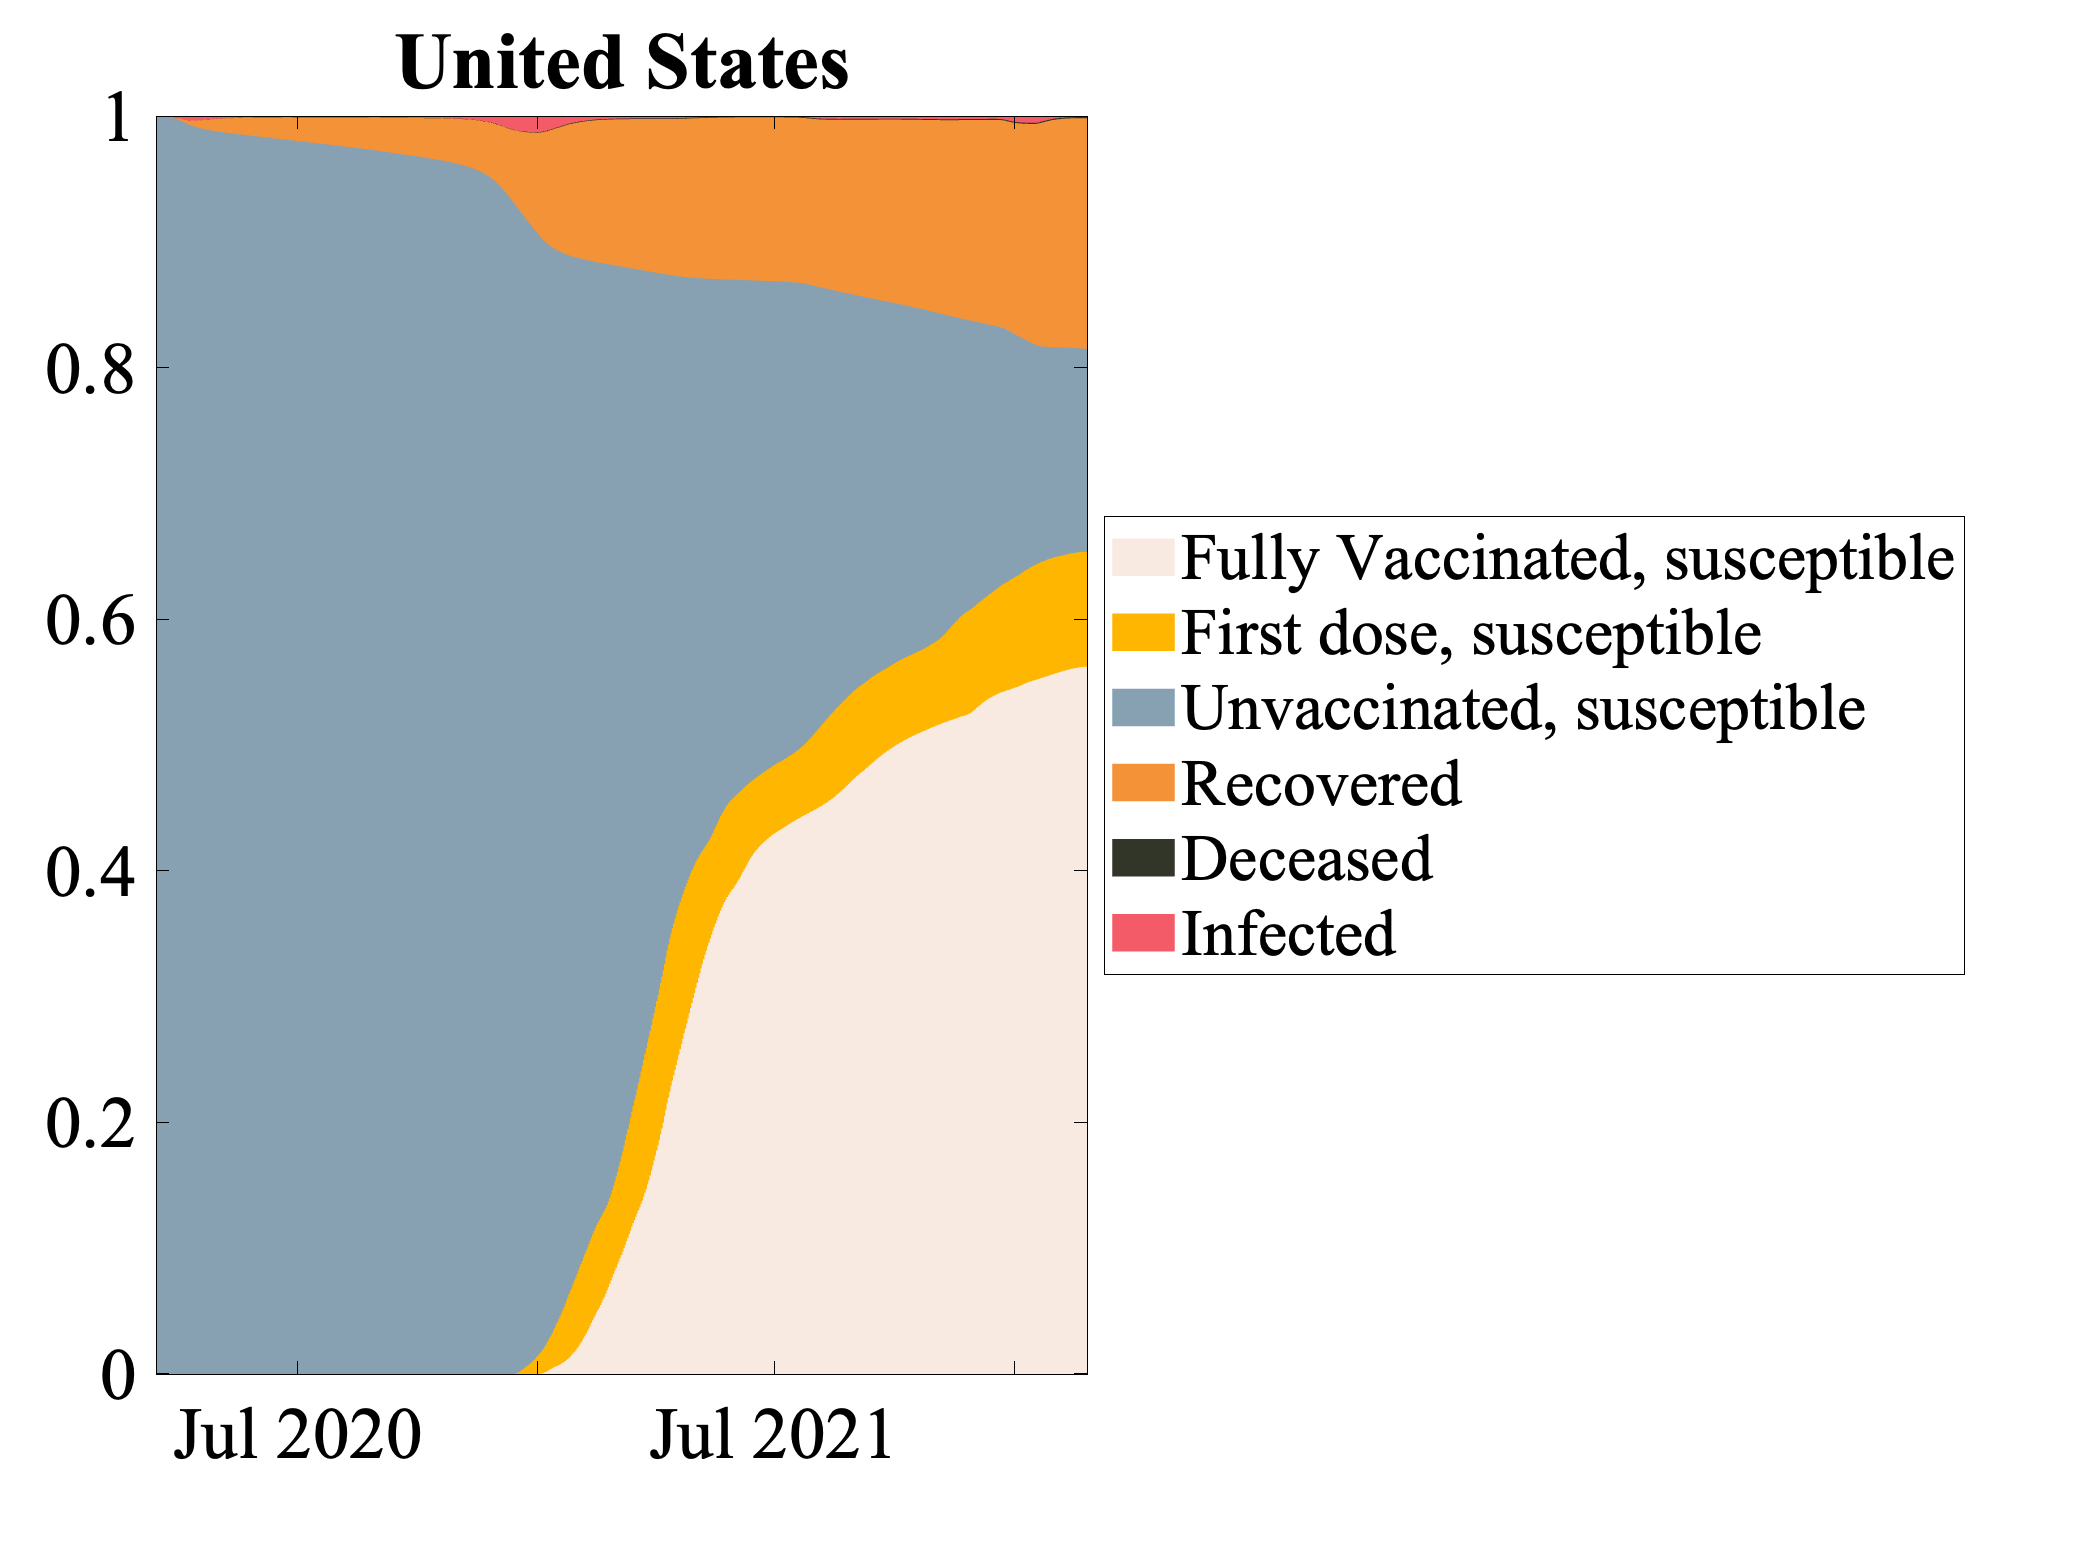 United States
1
0.8
0.6
0.4
0.2
0
Jul 2020
Jul 2021
Fully Vaccinated, susceptible
First dose, susceptible
Unvaccinated, susceptible
Recovered
Deceased
Infected